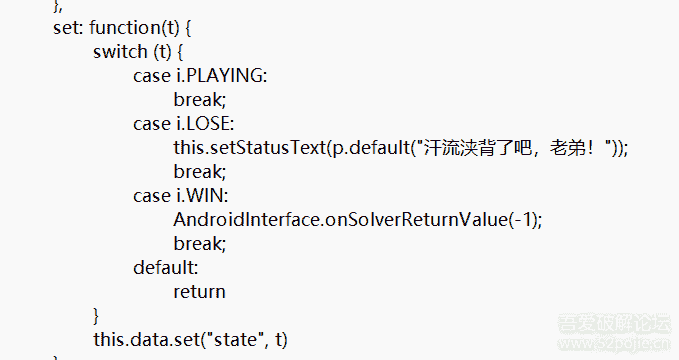 },
set: function(t) {
switch (t) {
case i.PLAYING:
break;
case i.LOSE:
this.setStatusText(p.default("汗流浃背了吧，老弟！"));
break;
case i.WIN:
AndroidInterface.onSolverReturnValue(-1);
break;
default:
return
}
this.data.set("state", t)
吾爱破解论坛
www.52pojie.cn